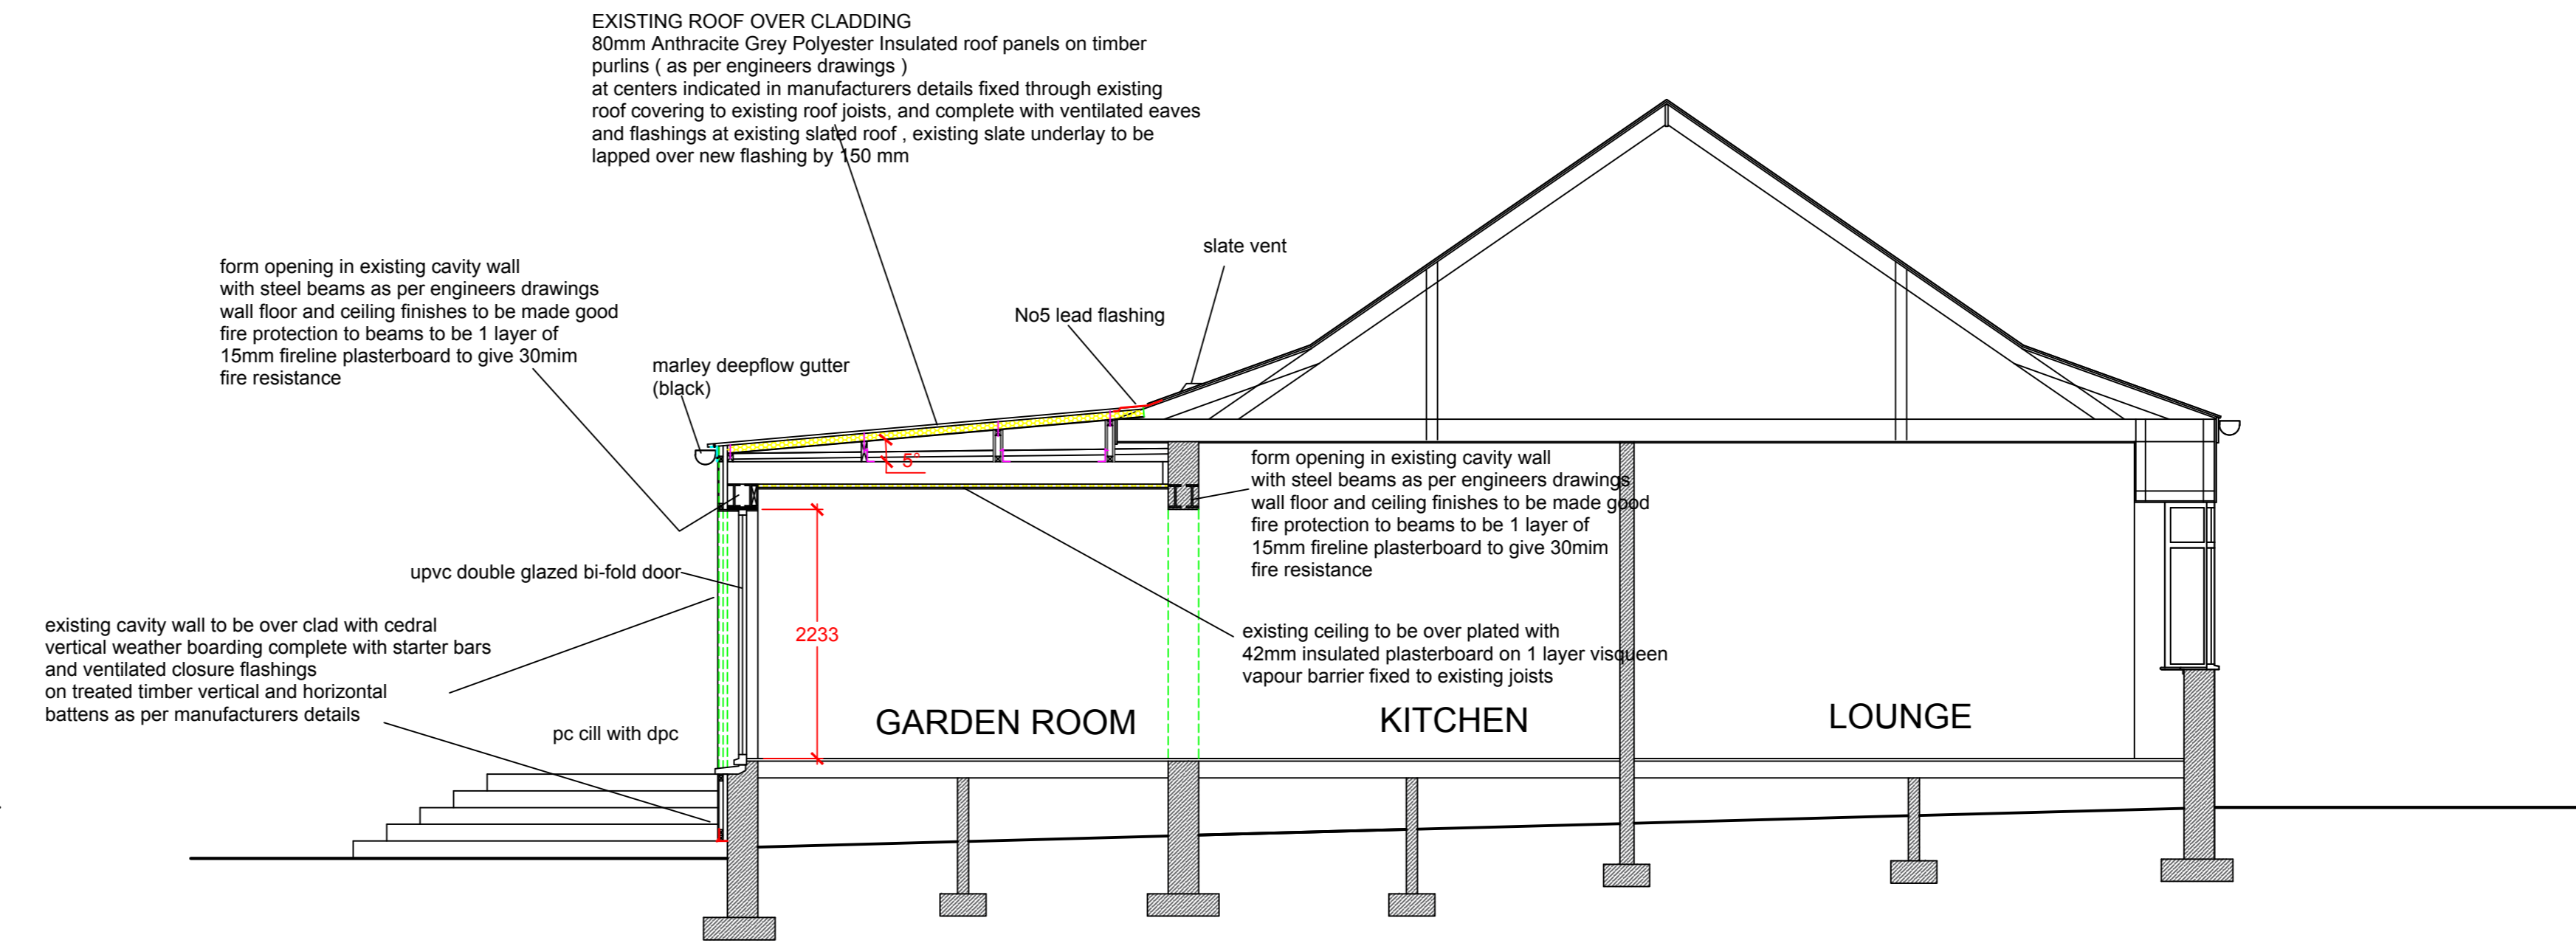 EXISTING ROOF OVER CLADDING
80mm Anthracite Grey Polyester Insulated roof panels on timber
purlins ( as per engineers drawings )
at centers indicated in manufacturers details fixed through existing
roof covering to existing roof joists, and complete with ventilated eaves
and flashings at existing slated roof , existing slate underlay to be
lapped over new flashing by 150 mm
slate vent
form opening in existing cavity wall
with steel beams as per engineers drawings
wall floor and ceiling finishes to be made good
fire protection to beams to be 1 layer of
15mm fireline plasterboard to give 30mim
fire resistance
No5 lead flashing
marley deepflow gutter
(black)
5°
form opening in existing cavity wall
with steel beams as per engineers drawings
wall floor and ceiling finishes to be made good
fire protection to beams to be 1 layer of
15mm fireline plasterboard to give 30mim
fire resistance
upvc double glazed bi-fold door
2233
existing cavity wall to be over clad with cedral
vertical weather boarding complete with starter bars
and ventilated closure flashings
on treated timber vertical and horizontal
battens as per manufacturers details
existing ceiling to be over plated with
42mm insulated plasterboard on 1 layer visqueen
vapour barrier fixed to existing joists
pc cill with dpc
GARDEN ROOM
KITCHEN
LOUNGE